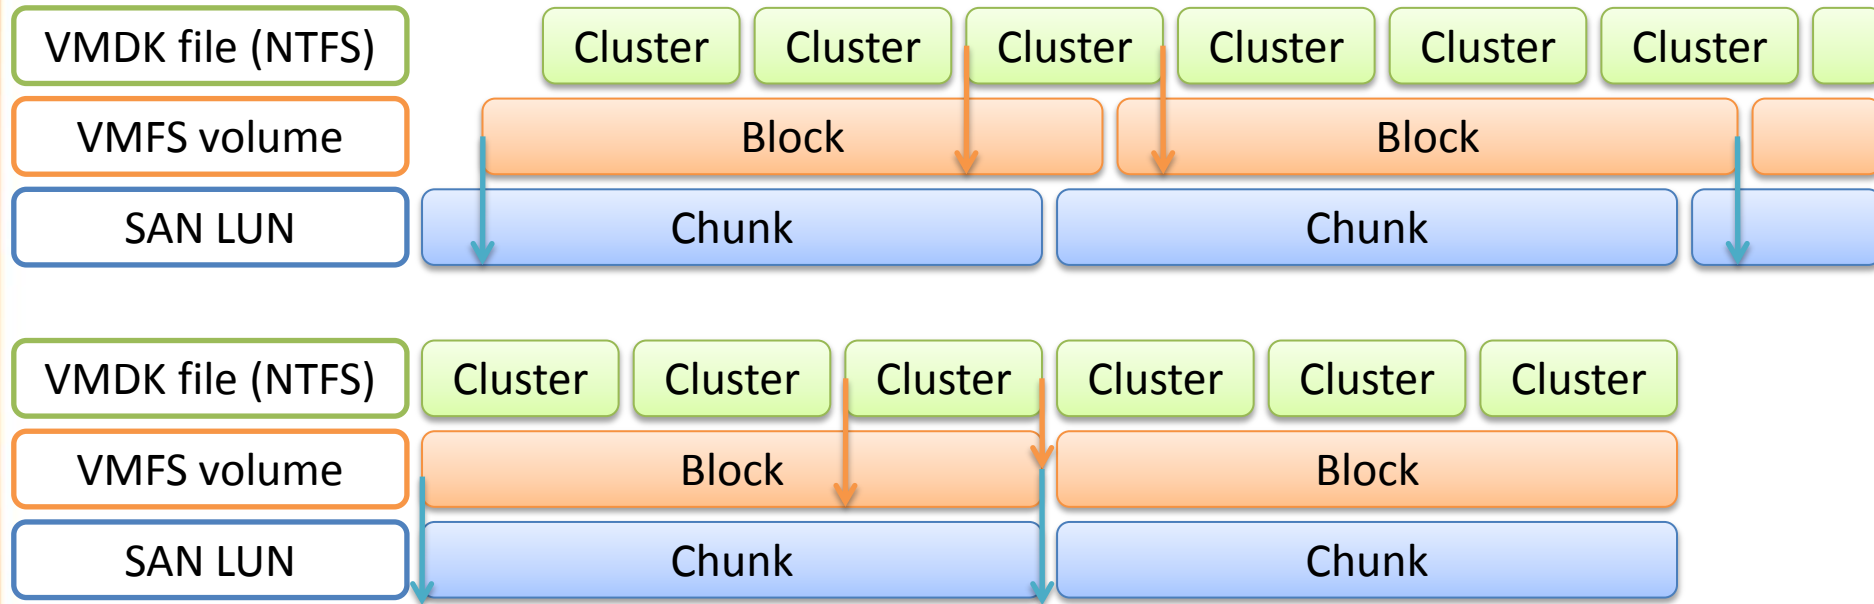 VMDK file (NTFS) Cluster Cluster Cluster Cluster Cluster Cluster
VMFS volume Block Block
SAN LUN Chunk Chunk
VMDK file (NTFS) Cluster Cluster Cluster Cluster Cluster Cluster
VMFS volume Block Block
SAN LUN Chunk Chunk